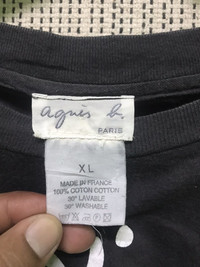 agnès b.
PARIS
XL
MADE IN FRANCE
100% COTON COTTON
30° LAVABLE
30° WASHABLE